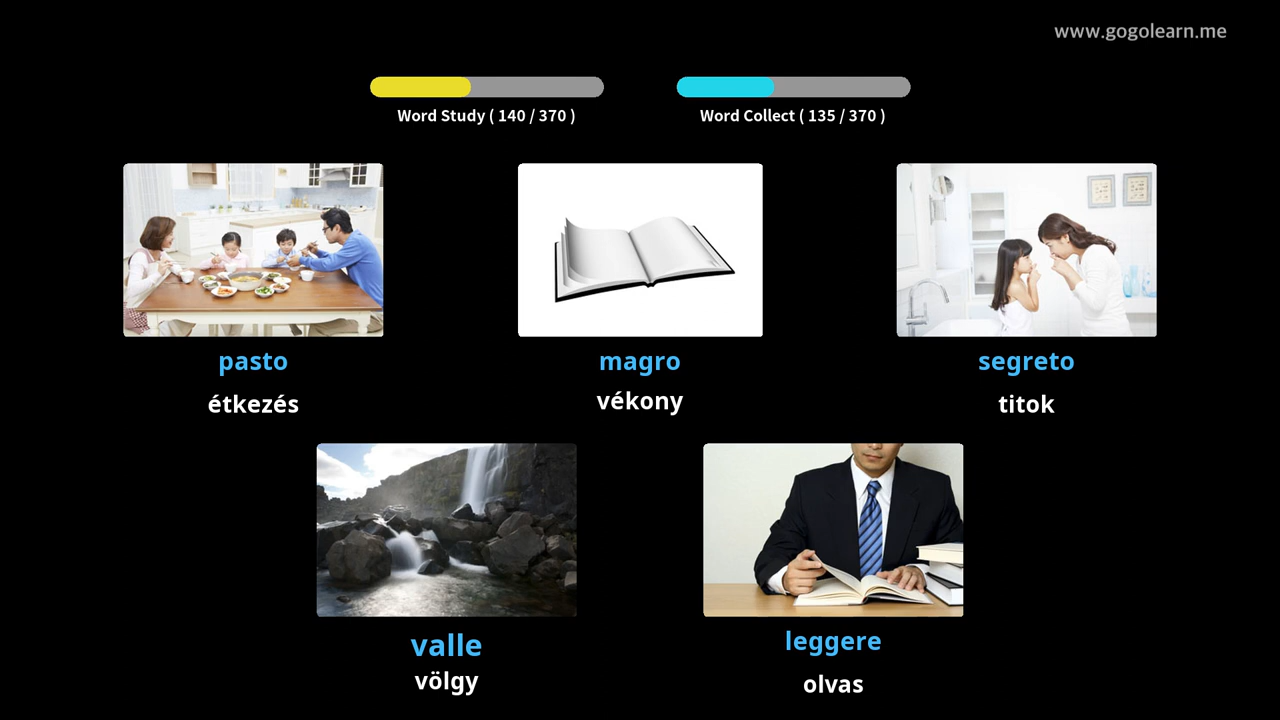 www.gogolearn.me
Word Study ( 140 / 370 )
Word Collect ( 135 / 370 )
pasto
étkezés
magro
vékony
segreto
titok
valle
völgy
leggere
olvas